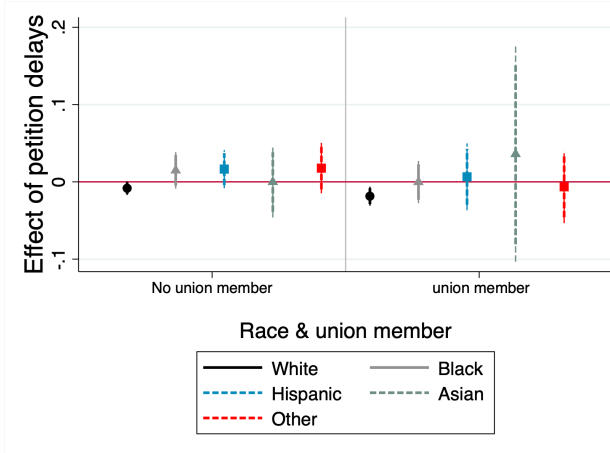 Effect of petition delays
.2
.1
0
-.1
No union member union member
Race & union member
White Black
Hispanic Asian
Other